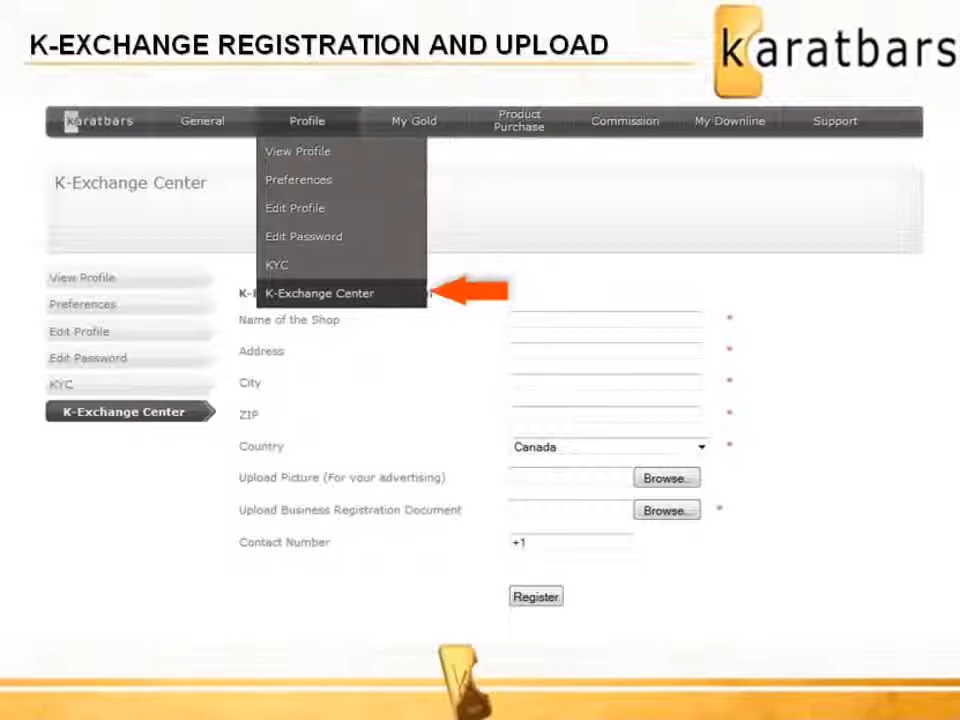 K-EXCHANGE REGISTRATION AND UPLOAD
karatbars
karatbars General Profile My Gold Product Purchase Commission My Downline Support
View Profile
Preferences
Edit Profile
Edit Password
KYC
K-Exchange Center
K-Exchange Center
View Profile
Preferences
Edit Profile
Edit Password
KYC
K-Exchange Center
Name of the Shop *
Address *
City *
ZIP *
Country Canada *
Upload Picture (For your advertising) Browse...
Upload Business Registration Document Browse... *
Contact Number +1
Register